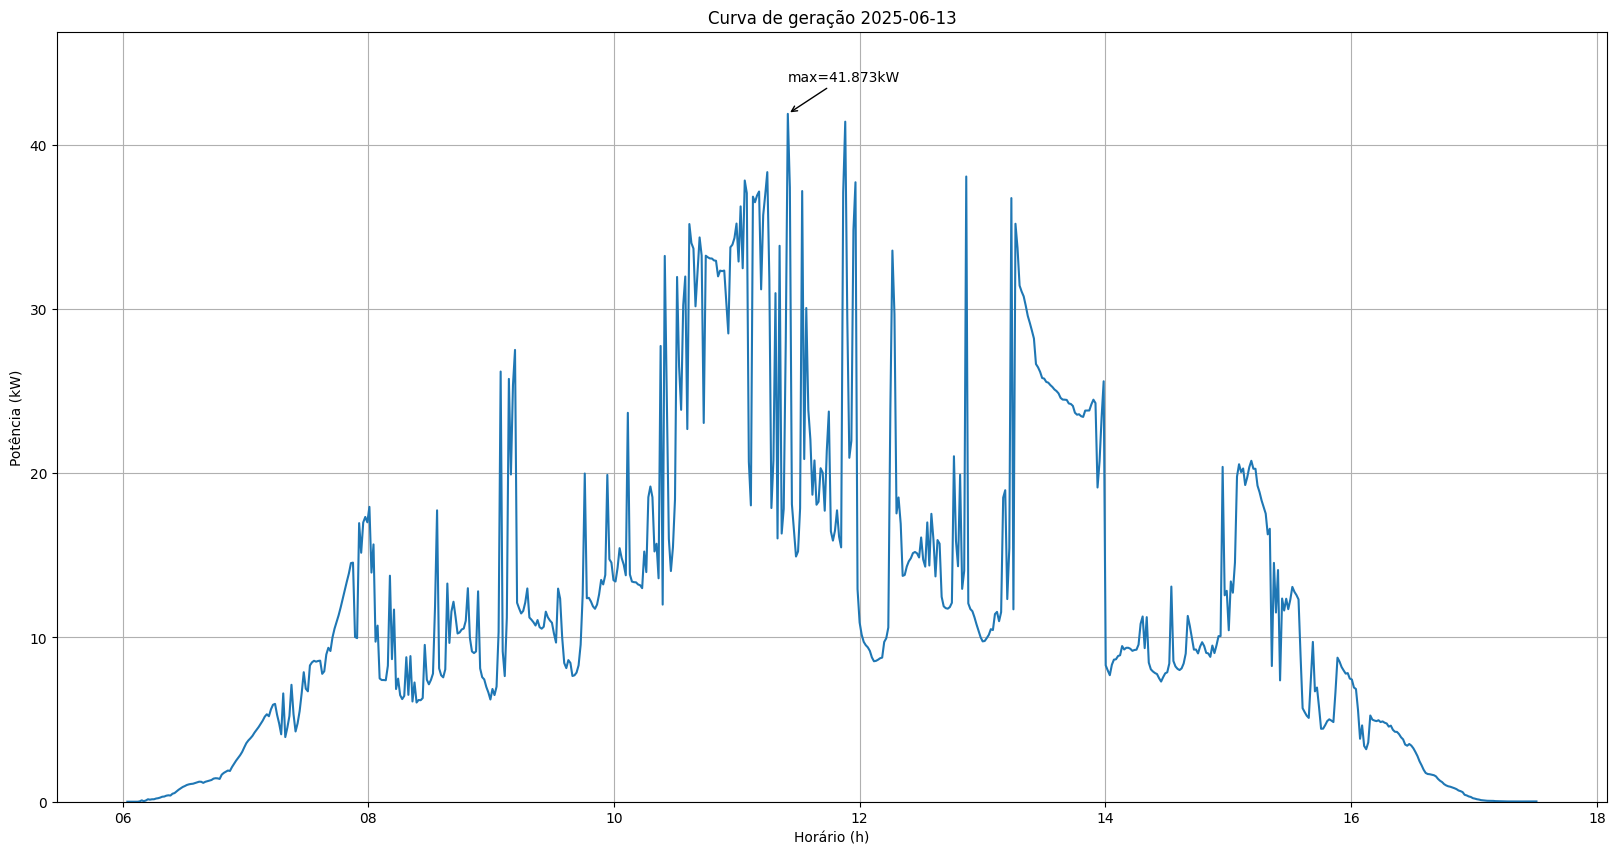 Curva de geração 2025-06-13
max=41.873kW
Potência (kW)
40
30
20
10
0
06 08 10 12 14 16 18
Horário (h)